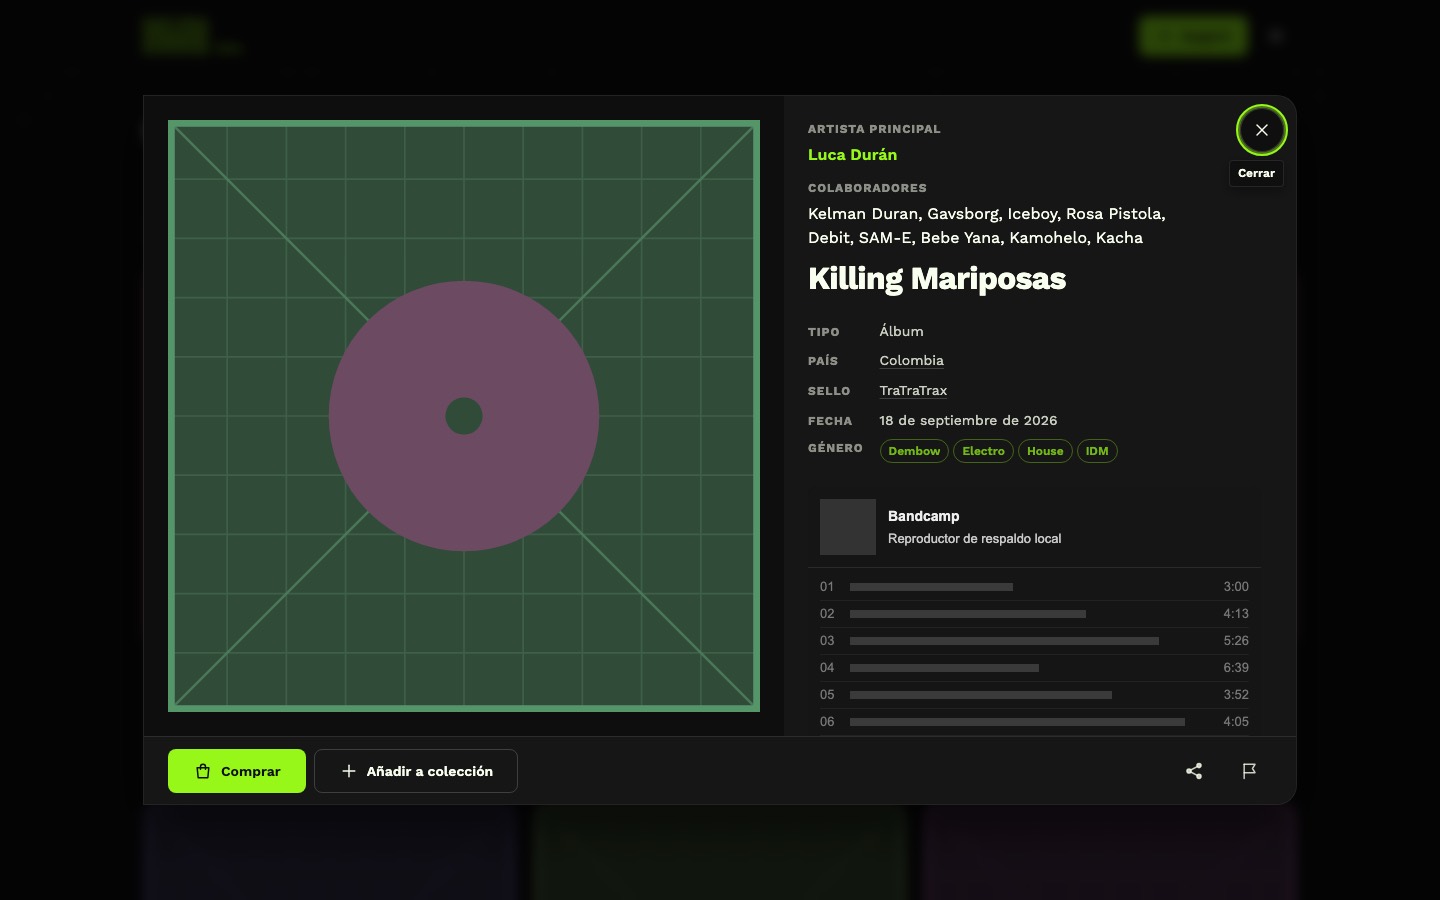 ARTISTA PRINCIPAL
Luca Durán
Cerrar
COLABORADORES
Kelman Duran, Gavsborg, Iceboy, Rosa Pistola,
Debit, SAM-E, Bebe Yana, Kamohelo, Kacha
Killing Mariposas
TIPO Álbum
PAÍS Colombia
SELLO TraTraTrax
FECHA 18 de septiembre de 2026
GÉNERO Dembow Electro House IDM
Bandcamp
Reproductor de respaldo local
01 3:00
02 4:13
03 5:26
04 6:39
05 3:52
06 4:05
Comprar Añadir a colección